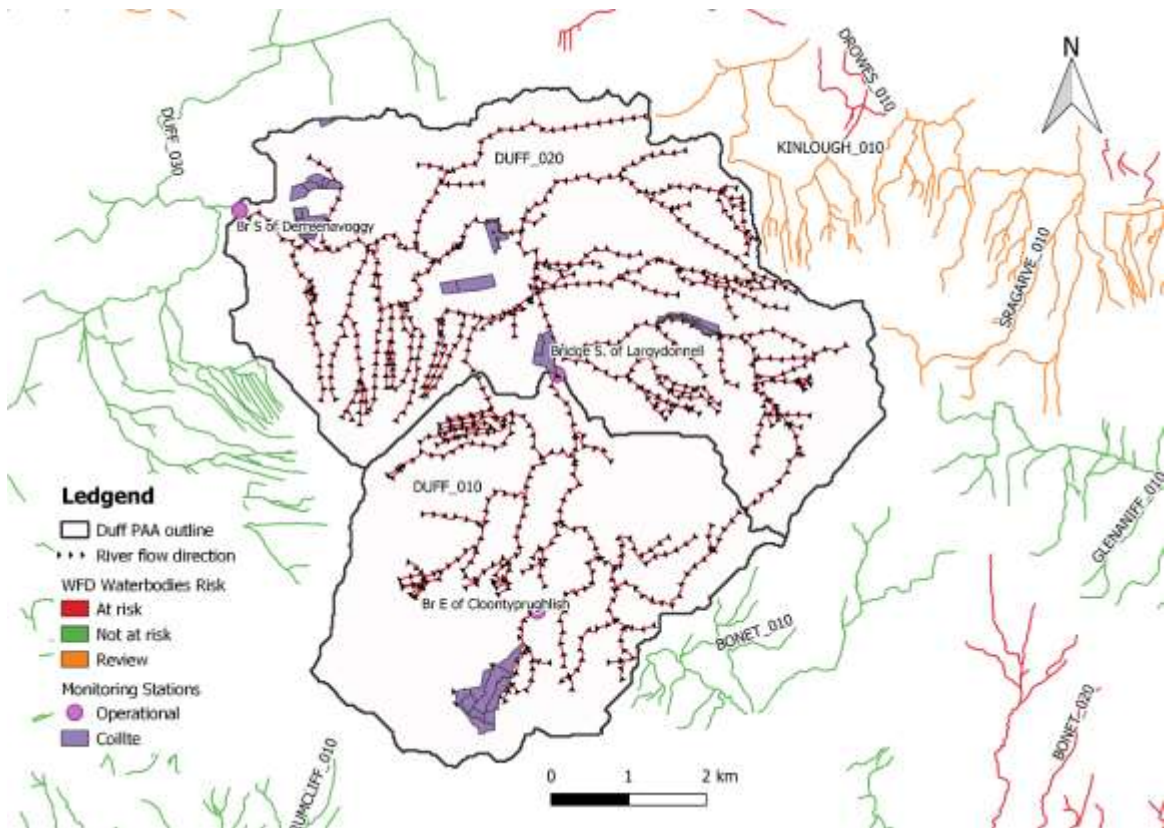 DROWES_010
N
DUFF_030
KINLOUGH_010
DUFF_020
Br S of Derreenavoggy
SRAGARVE_010
Bridge S. of Largydonnell
DUFF_010
GLENANIFF_010
Br E of Cloontyprughlish
BONET_010
BONET_020
UMCLIFF_010
Ledgend
Duff PAA outline
River flow direction
WFD Waterbodies Risk
At risk
Not at risk
Review
Monitoring Stations
Operational
Coillte
0 1 2 km